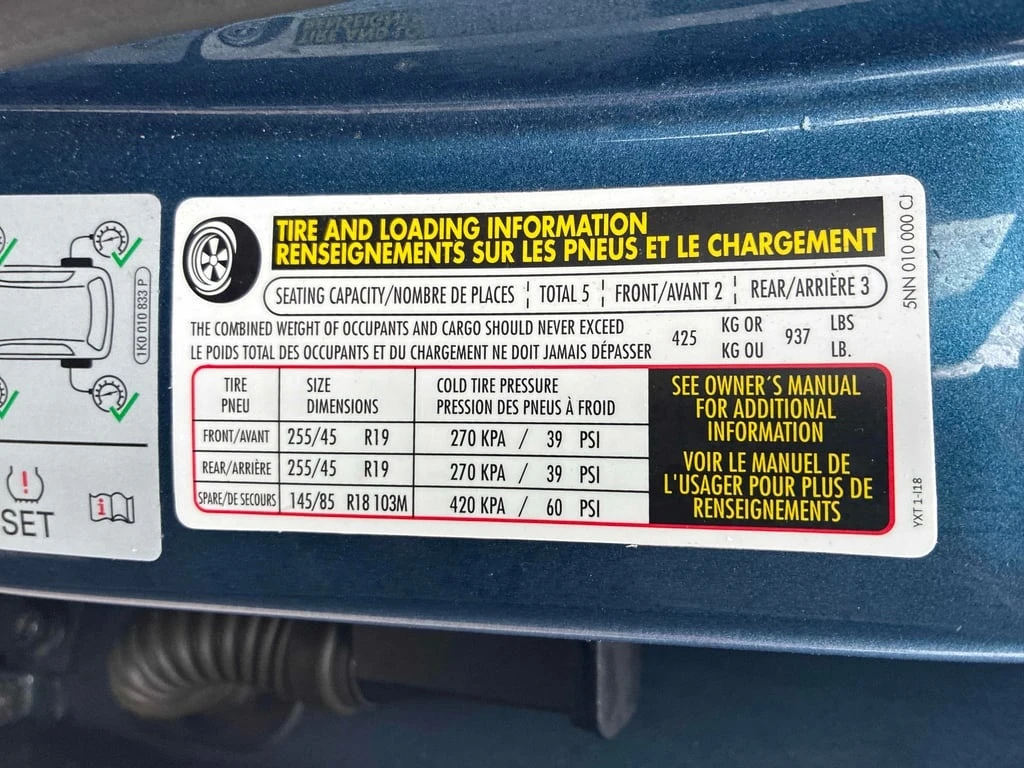 TIRE AND LOADING INFORMATION
RENSEIGNEMENTS SUR LES PNEUS ET LE CHARGEMENT
SEATING CAPACITY/NOMBRE DE PLACES ¦ TOTAL 5 ¦ FRONT/AVANT 2 ¦ REAR/ARRIÈRE 3
THE COMBINED WEIGHT OF OCCUPANTS AND CARGO SHOULD NEVER EXCEED
LE POIDS TOTAL DES OCCUPANTS ET DU CHARGEMENT NE DOIT JAMAIS DÉPASSER
425 KG OR 937 LBS
KG OU LB.
TIRE SIZE COLD TIRE PRESSURE
PNEU DIMENSIONS PRESSION DES PNEUS À FROID
FRONT/AVANT 255/45 R19 270 KPA / 39 PSI
REAR/ARRIÈRE 255/45 R19 270 KPA / 39 PSI
SPARE/DE SECOURS 145/85 R18 103M 420 KPA / 60 PSI
SEE OWNER´S MANUAL
FOR ADDITIONAL
INFORMATION
VOIR LE MANUEL DE
L'USAGER POUR PLUS DE
RENSEIGNEMENTS
5NN 010 000 CJ
YXT 1-I18
1K0 010 833 P
SET
i